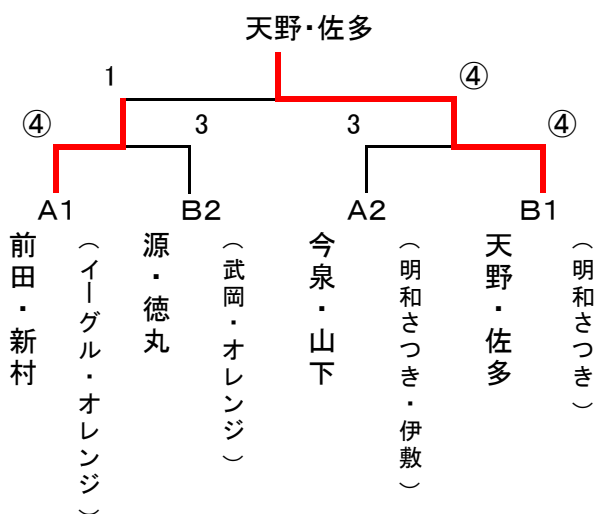 天野・佐多
1 ④
④ 3 3 ④
A1 B2 A2 B1
前田・新村
（イーグル・オレンジ）
源・徳丸
（武岡・オレンジ）
今泉・山下
（明和さつき・伊敷）
天野・佐多
（明和さつき）